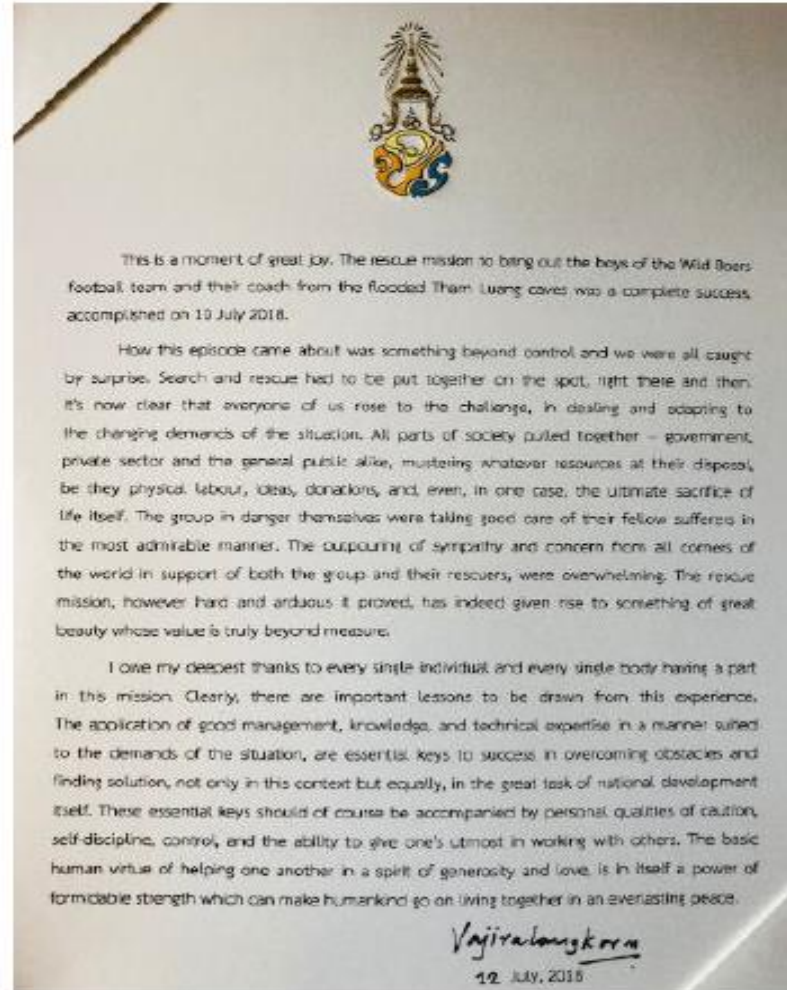 This is a moment of great joy. The rescue mission to bring out the boys of the Wild Boars
football team and their coach from the flooded Tham Luang caves was a complete success,
accomplished on 10 July 2018.
How this episode came about was something beyond control and we were all caught
by surprise. Search and rescue had to be put together on the spot, right there and then.
It's now clear that everyone of us rose to the challenge, in dealing and adapting to
the changing demands of the situation. All parts of society pulled together – government,
private sector and the general public alike, mustering whatever resources at their disposal,
be they physical labour, ideas, donations, and, even, in one case, the ultimate sacrifice of
life itself. The group in danger themselves were taking good care of their fellow sufferers in
the most admirable manner. The outpouring of sympathy and concern from all corners of
the world in support of both the group and their rescuers, were overwhelming. The rescue
mission, however hard and arduous it proved, has indeed given rise to something of great
beauty whose value is truly beyond measure.
I owe my deepest thanks to every single individual and every single body having a part
in this mission. Clearly, there are important lessons to be drawn from this experience.
The application of good management, knowledge, and technical expertise in a manner suited
to the demands of the situation, are essential keys to success in overcoming obstacles and
finding solution, not only in this context but equally, in the great task of national development
itself. These essential keys should of course be accompanied by personal qualities of caution,
self-discipline, control, and the ability to give one's utmost in working with others. The basic
human virtue of helping one another in a spirit of generosity and love, is in itself a power of
formidable strength which can make humankind go on living together in an everlasting peace.
Vajiralongkorn
12 July, 2018